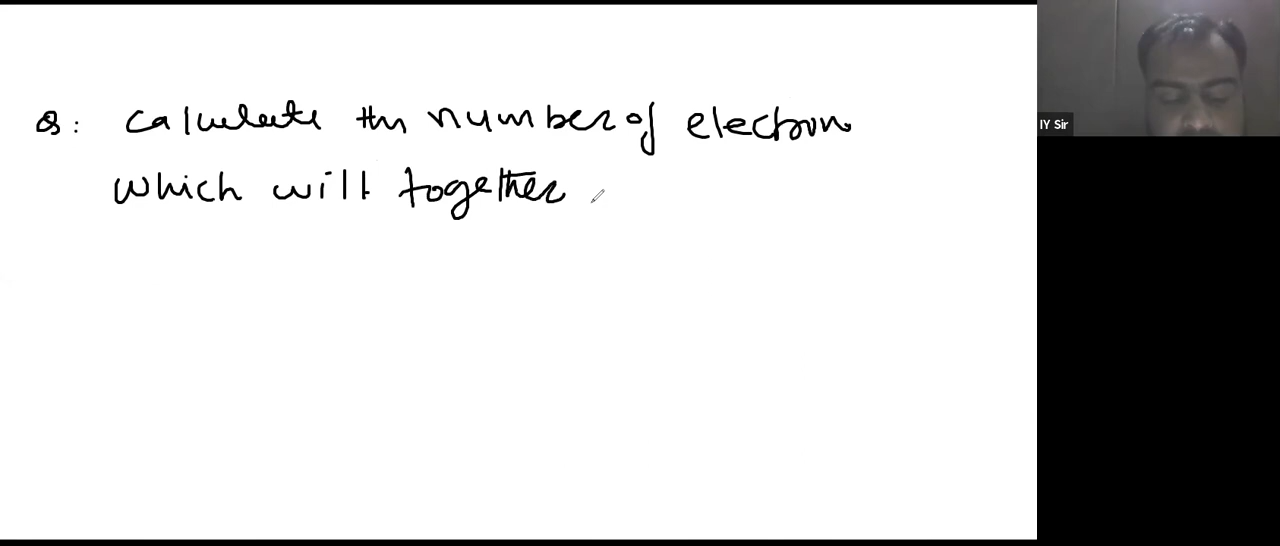 Q: Calculate the number of electron
which will together
IY Sir